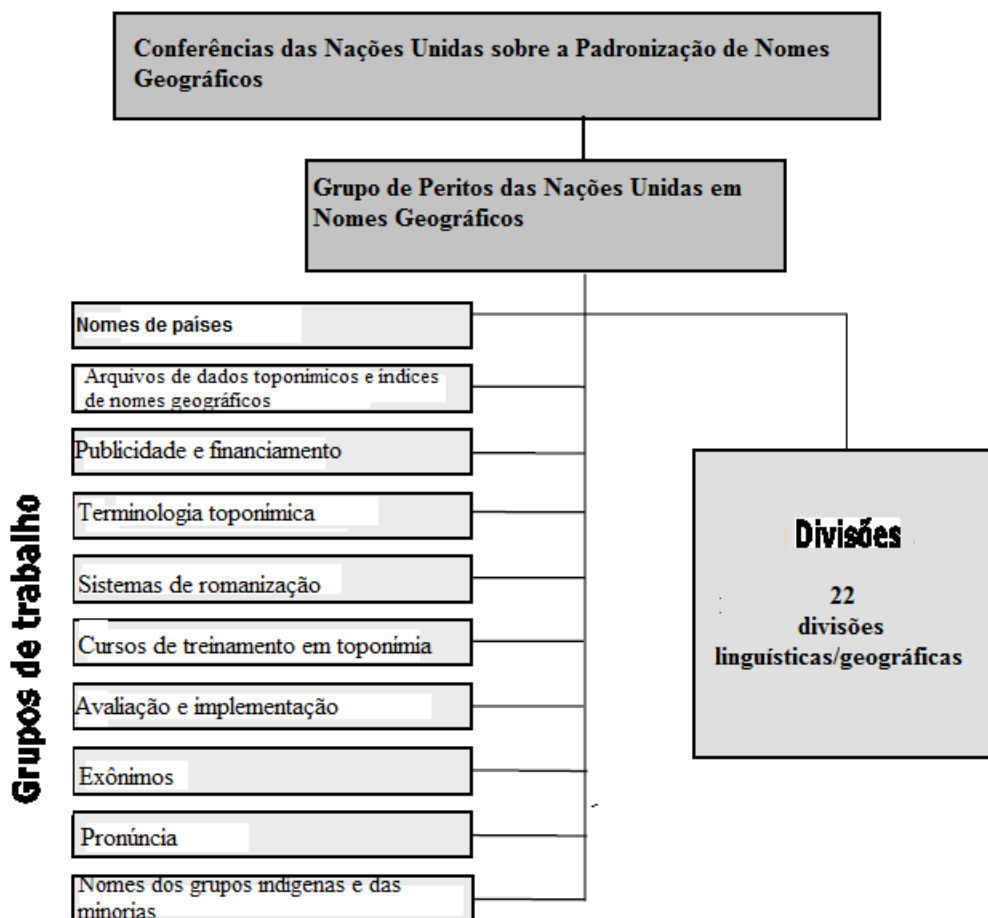 Conferências das Nações Unidas sobre a Padronização de Nomes
Geográficos
Grupo de Peritos das Nações Unidas em
Nomes Geográficos
Grupos de trabalho
Nomes de países
Arquivos de dados toponímicos e índices
de nomes geográficos
Publicidade e financiamento
Terminologia toponímica
Sistemas de romanização
Cursos de treinamento em toponímia
Avaliação e implementação
Exônimos
Pronúncia
Nomes dos grupos indígenas e das
minorias
Divisões
22
divisões
linguísticas/geográficas